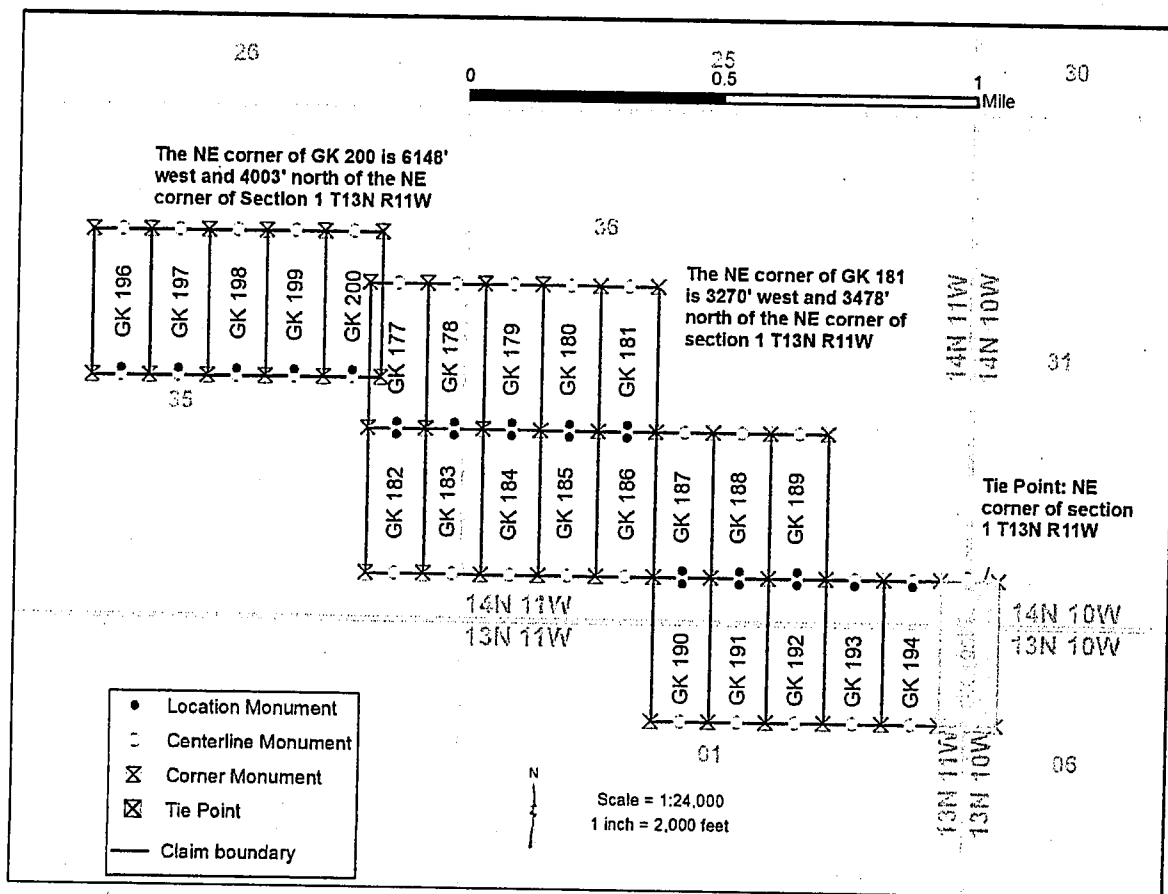 26
25
30
0
0.5
1
Mile
The NE corner of GK 200 is 6148'
west and 4003' north of the NE
corner of Section 1 T13N R11W
36
GK 196
GK 197
GK 198
GK 199
GK 200
GK 177
GK 178
GK 179
GK 180
GK 181
The NE corner of GK 181
is 3270' west and 3478'
north of the NE corner of
section 1 T13N R11W
14N 11W
14N 10W
31
35
GK 182
GK 183
GK 184
GK 185
GK 186
GK 187
GK 188
GK 189
Tie Point: NE
corner of section
1 T13N R11W
14N 11W
13N 11W
14N 10W
13N 10W
GK 190
GK 191
GK 192
GK 193
GK 194
01
06
13N 11W
13N 10W
Location Monument
Centerline Monument
Corner Monument
Tie Point
Claim boundary
N
Scale = 1:24,000
1 inch = 2,000 feet